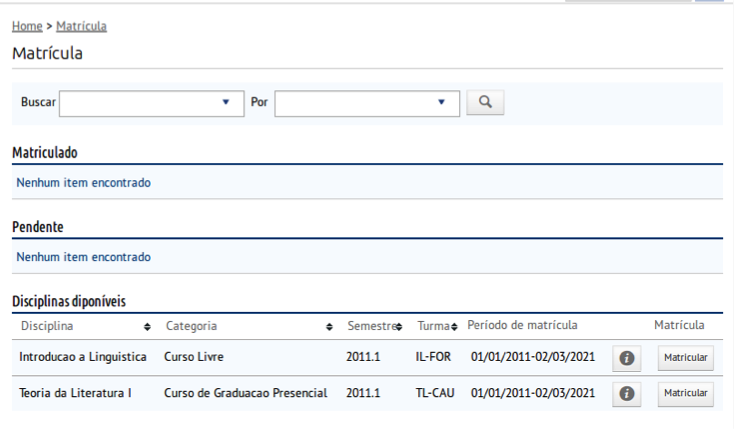 Home > Matrícula
Matrícula
Buscar Por
Matriculado
Nenhum item encontrado
Pendente
Nenhum item encontrado
Disciplinas diponíveis
Disciplina Categoria Semestre Turma Período de matrícula Matrícula
Introducao a Linguistica Curso Livre 2011.1 IL-FOR 01/01/2011-02/03/2021 Matricular
Teoria da Literatura I Curso de Graduacao Presencial 2011.1 TL-CAU 01/01/2011-02/03/2021 Matricular